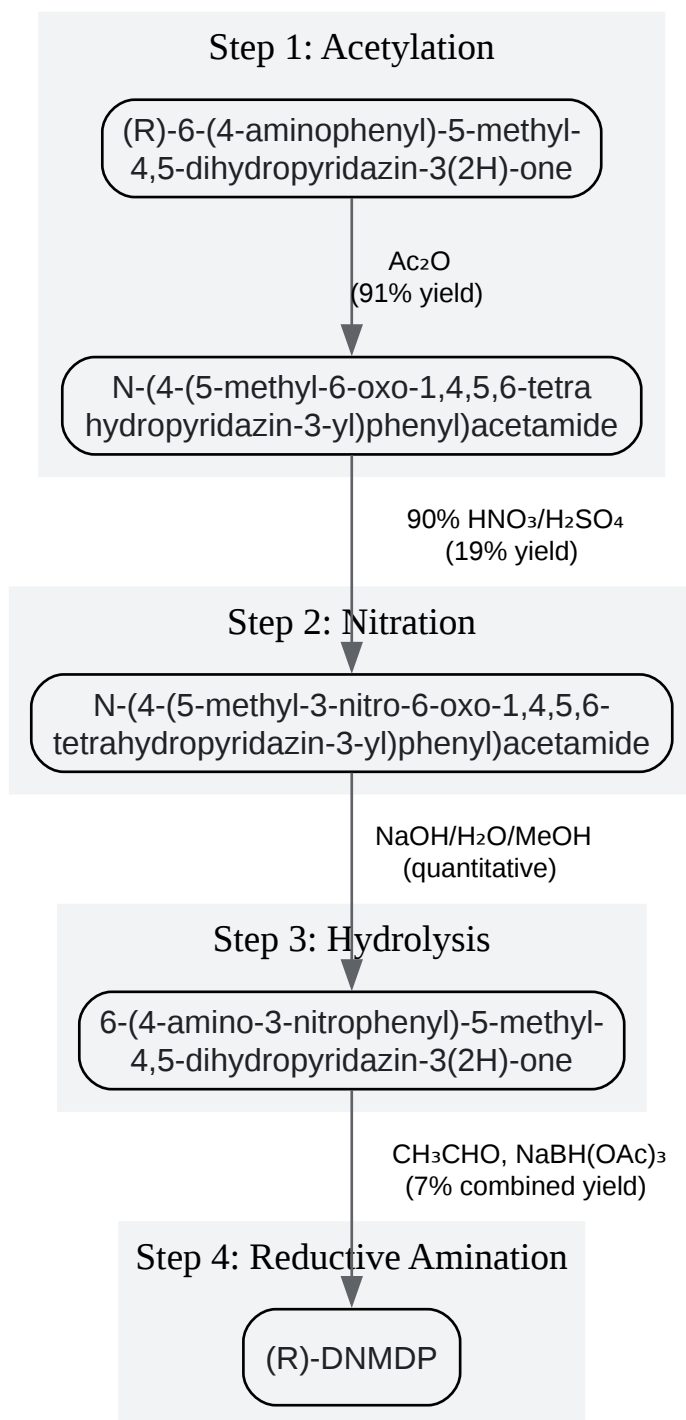 Step 1: Acetylation
(R)-6-(4-aminophenyl)-5-methyl-
4,5-dihydropyridazin-3(2H)-one
Ac₂O
(91% yield)
N-(4-(5-methyl-6-oxo-1,4,5,6-tetra
hydropyridazin-3-yl)phenyl)acetamide
90% HNO₃/H₂SO₄
(19% yield)
Step 2: Nitration
N-(4-(5-methyl-3-nitro-6-oxo-1,4,5,6-
tetrahydropyridazin-3-yl)phenyl)acetamide
NaOH/H₂O/MeOH
(quantitative)
Step 3: Hydrolysis
6-(4-amino-3-nitrophenyl)-5-methyl-
4,5-dihydropyridazin-3(2H)-one
CH₃CHO, NaBH(OAc)₃
(7% combined yield)
Step 4: Reductive Amination
(R)-DNMDP